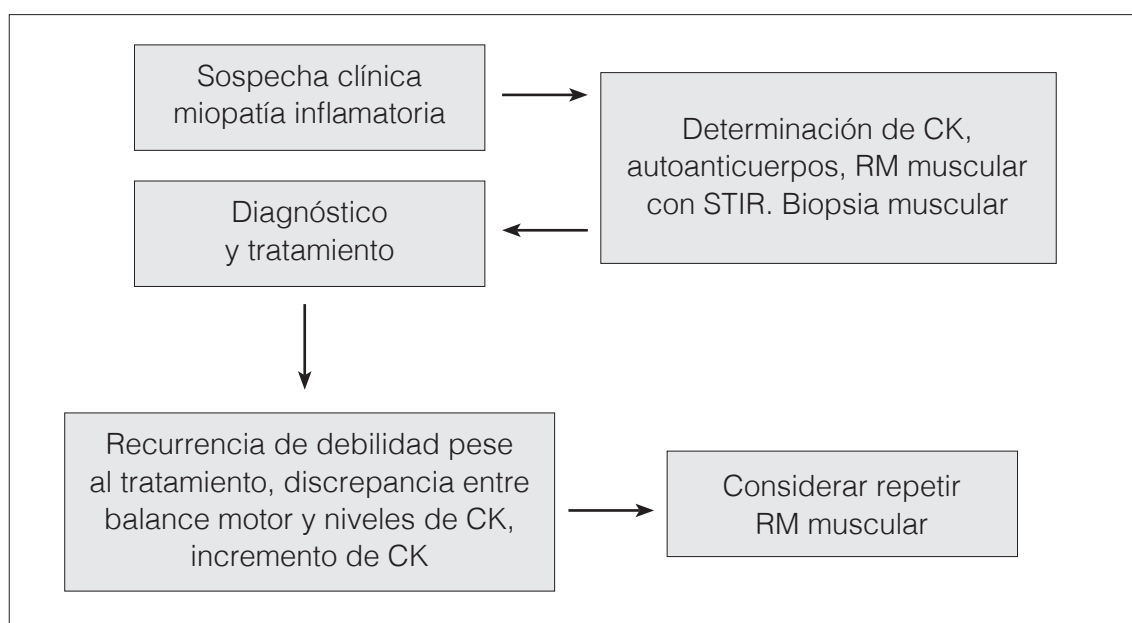 Sospecha clínica
miopatía inflamatoria
Determinación de CK,
autoanticuerpos, RM muscular
con STIR. Biopsia muscular
Diagnóstico
y tratamiento
Recurrencia de debilidad pese
al tratamiento, discrepancia entre
balance motor y niveles de CK,
incremento de CK
Considerar repetir
RM muscular